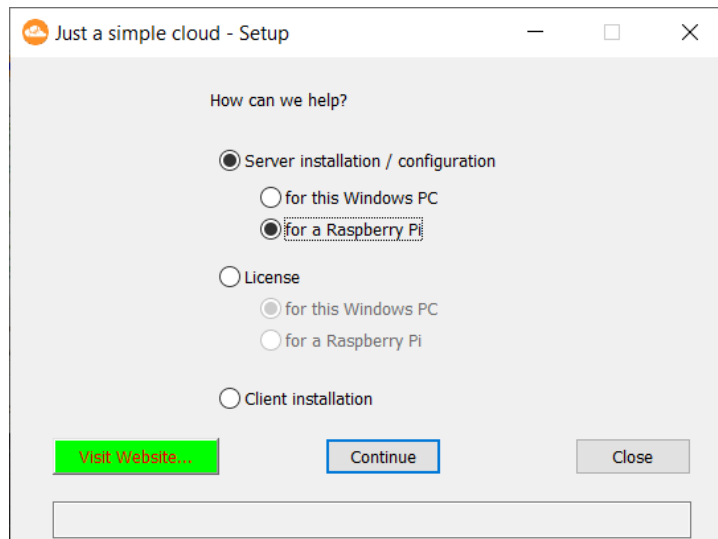 Just a simple cloud - Setup
How can we help?
Server installation / configuration
for this Windows PC
for a Raspberry Pi
License
for this Windows PC
for a Raspberry Pi
Client installation
Visit Website... Continue Close